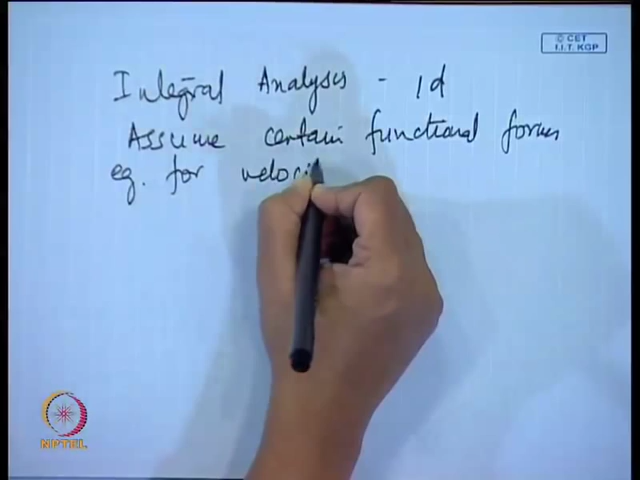 © CET
I.I.T. KGP
Integral Analysis - 1d
Assume certain functional forms
eg. for veloci
NPTEL